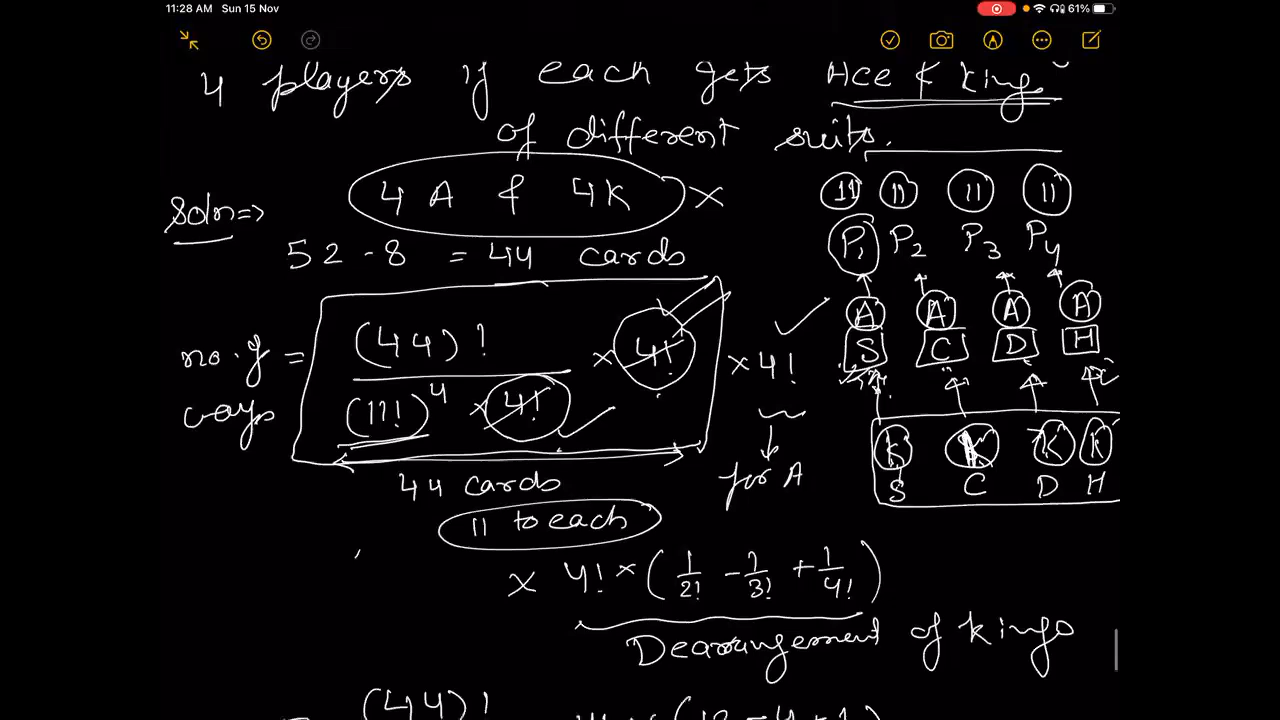 11:28 AM Sun 15 Nov
61%
4 players if each gets Ace & king
of different suits.
Soln => 4 A & 4K ×
11 11 11 11
P1 P2 P3 P4
52 - 8 = 44 cards
A A A A
S C D H
no. of ways = (44)! / (11!)^4 × 4! × 4! × 4!
for A
K K K K
S C D H
44 cards
11 to each
× 4! × (1/2! - 1/3! + 1/4!)
Dearrangement of kings
(44)!